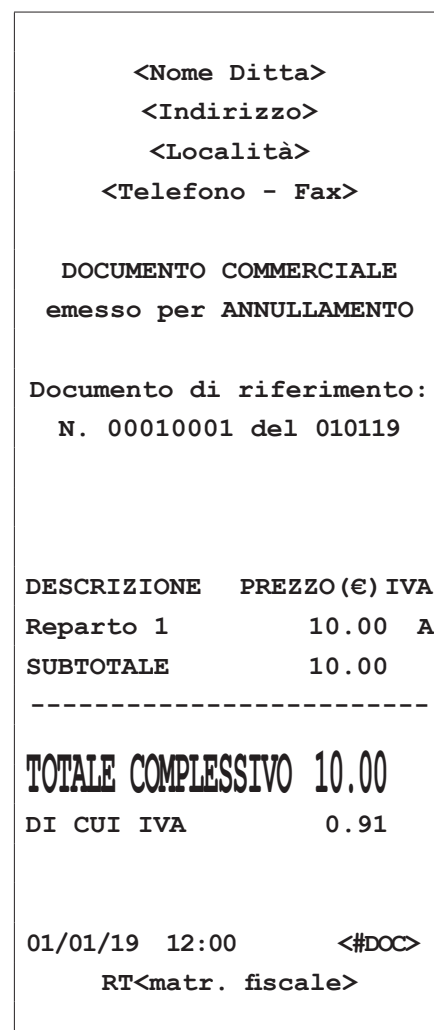 <Nome Ditta>
<Indirizzo>
<Località>
<Telefono - Fax>
DOCUMENTO COMMERCIALE
emesso per ANNULLAMENTO
Documento di riferimento:
N. 00010001 del 010119
DESCRIZIONE PREZZO(€)IVA
Reparto 1 10.00 A
SUBTOTALE 10.00
-------------------------
TOTALE COMPLESSIVO 10.00
DI CUI IVA 0.91
01/01/19 12:00 <#DOC>
RT<matr. fiscale>